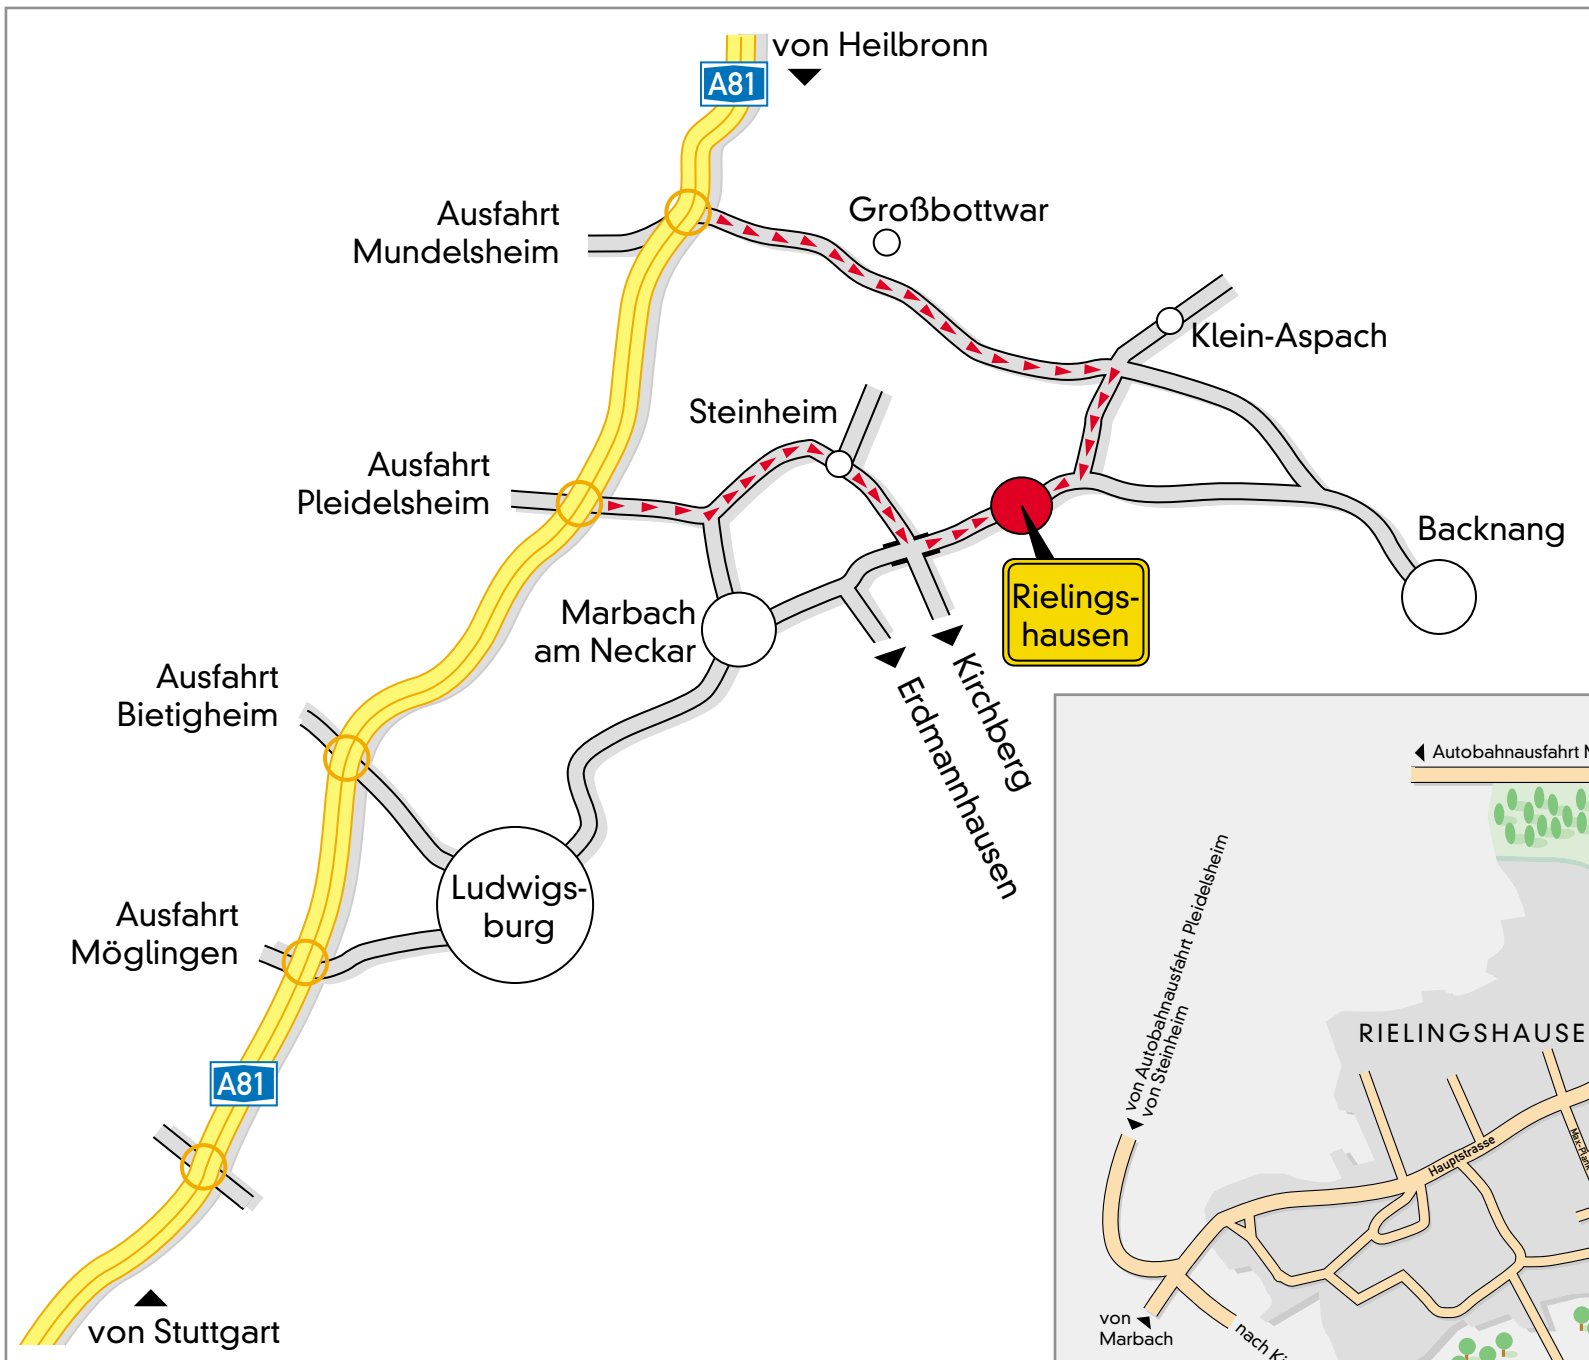 von Heilbronn
A81
Ausfahrt
Mundelsheim
Großbottwar
Klein-Aspach
Steinheim
Ausfahrt
Pleidelsheim
Backnang
Rielings-
hausen
Marbach
am Neckar
Kirchberg
Erdmannhausen
Ausfahrt
Bietigheim
Ludwigs-
burg
Ausfahrt
Möglingen
A81
von Stuttgart
Autobahnausfahrt
von Autobahnausfahrt Pleidelsheim
von Steinheim
RIELINGSHAUSE
Hauptstrasse
von
Marbach
nach